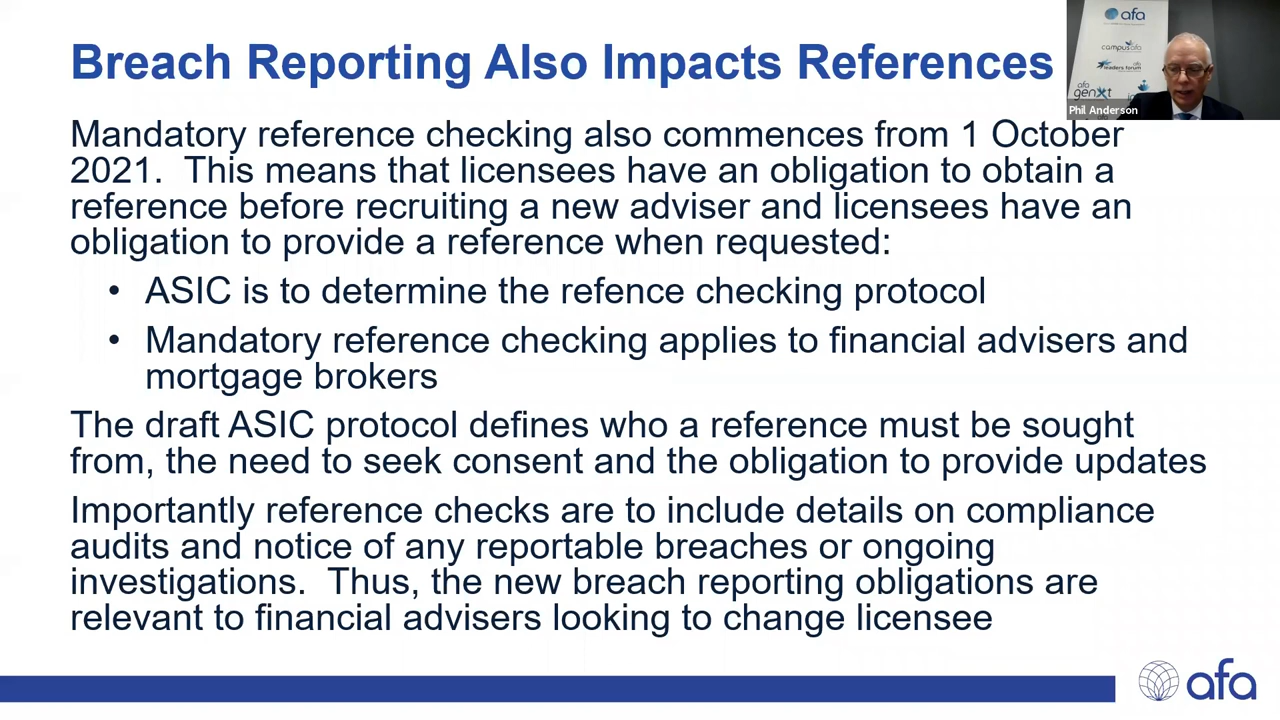 Breach Reporting Also Impacts References
afa
campusafa
afa
leaders forum
afa
genxt
Phil Anderson
Mandatory reference checking also commences from 1 October
2021. This means that licensees have an obligation to obtain a
reference before recruiting a new adviser and licensees have an
obligation to provide a reference when requested:
• ASIC is to determine the refence checking protocol
• Mandatory reference checking applies to financial advisers and
mortgage brokers
The draft ASIC protocol defines who a reference must be sought
from, the need to seek consent and the obligation to provide updates
Importantly reference checks are to include details on compliance
audits and notice of any reportable breaches or ongoing
investigations. Thus, the new breach reporting obligations are
relevant to financial advisers looking to change licensee
afa